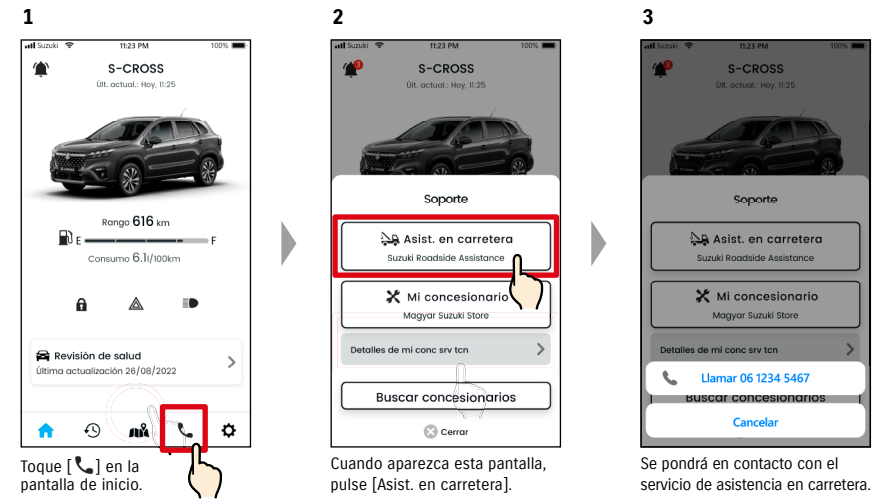 1
Suzuki 11:23 PM 100%
S-CROSS
Últ. actual.: Hoy, 11:25
Rango 616 km
E F
Consumo 6.1l/100km
Revisión de salud
Última actualización 26/08/2022
Toque [ ] en la
pantalla de inicio.
2
Suzuki 11:23 PM 100%
3
S-CROSS
Últ. actual.: Hoy, 11:25
Soporte
Asist. en carretera
Suzuki Roadside Assistance
Mi concesionario
Magyar Suzuki Store
Detalles de mi conc srv tcn
Buscar concesionarios
Cerrar
Cuando aparezca esta pantalla,
pulse [Asist. en carretera].
3
Suzuki 11:23 PM 100%
3
S-CROSS
Últ. actual.: Hoy, 11:25
Soporte
Asist. en carretera
Suzuki Roadside Assistance
Mi concesionario
Magyar Suzuki Store
Detalles de mi conc srv tcn
Llamar 06 1234 5467
Buscar concesionarios
Cancelar
Se pondrá en contacto con el
servicio de asistencia en carretera.